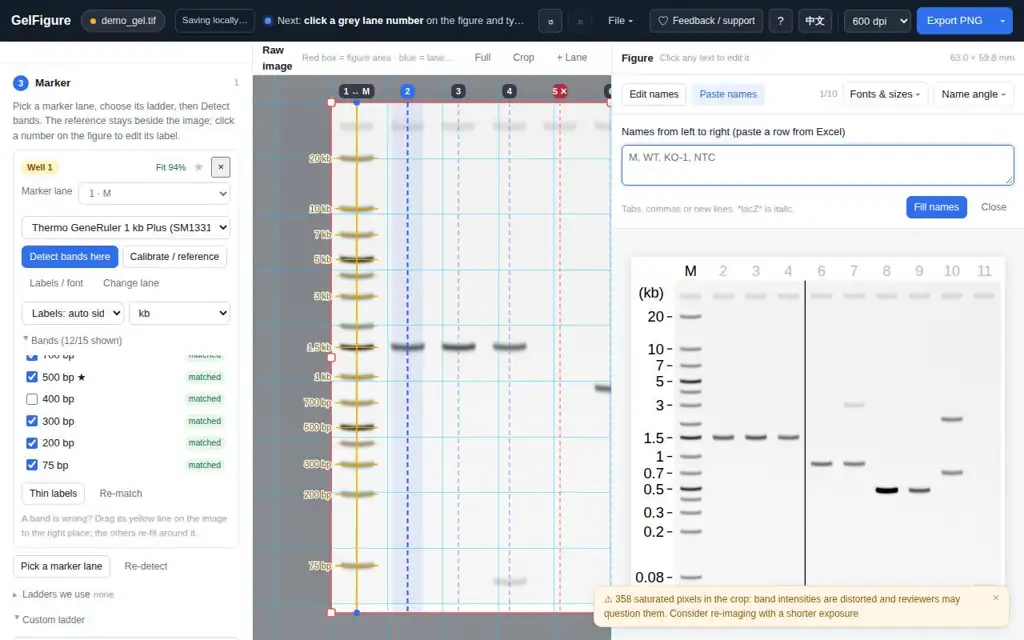 GelFigure
demo_gel.tif
Saving locally…
Next: click a grey lane number on the figure and ty…
File
Feedback / support
?
中文
600 dpi
Export PNG
3 Marker 1
Pick a marker lane, choose its ladder, then Detect
bands. The reference stays beside the image; click
a number on the figure to edit its label.
Well 1
Fit 94% ★ ×
Marker lane
1 · M
Thermo GeneRuler 1 kb Plus (SM1331
Detect bands here
Calibrate / reference
Labels / font
Change lane
Labels: auto sid
kb
Bands (12/15 shown)
700 bp matched
500 bp ★ matched
400 bp matched
300 bp matched
200 bp matched
75 bp matched
Thin labels
Re-match
A band is wrong? Drag its yellow line on the image
to the right place; the others re-fit around it.
Pick a marker lane
Re-detect
Ladders we use none
Custom ladder
Raw
image
Red box = figure area · blue = lane…
Full
Crop
+ Lane
1 ↔ M
2
3
4
5 ×
20 kb
10 kb
7 kb
5 kb
3 kb
1.5 kb
1 kb
700 bp
500 bp
300 bp
200 bp
75 bp
Figure Click any text to edit it
63.0 × 59.8 mm
Edit names
Paste names
1/10
Fonts & sizes
Name angle
Names from left to right (paste a row from Excel)
M, WT, KO-1, NTC
Tabs, commas or new lines. *lacZ* is italic.
Fill names
Close
M 2 3 4 6 7 8 9 10 11
(kb)
20
10
7
5
3
1.5
1
0.7
0.5
0.3
0.2
0.08
⚠ 358 saturated pixels in the crop: band intensities are distorted and reviewers may
question them. Consider re-imaging with a shorter exposure
×